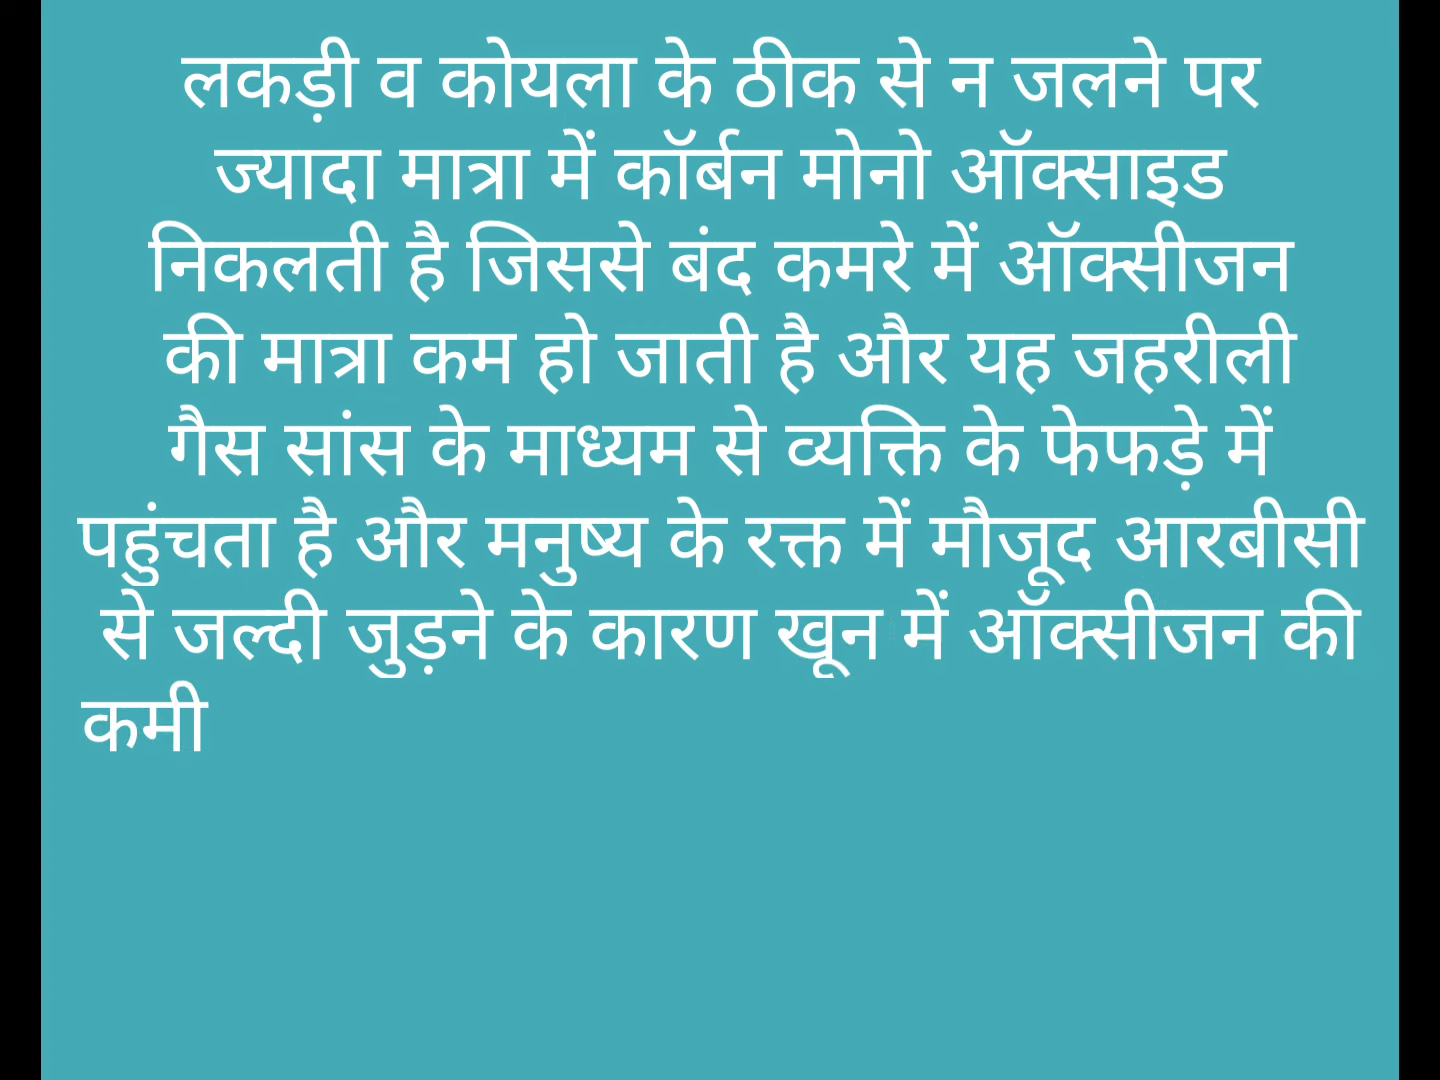 लकड़ी व कोयला के ठीक से न जलने पर
ज्यादा मात्रा में कॉर्बन मोनो ऑक्साइड
निकलती है जिससे बंद कमरे में ऑक्सीजन
की मात्रा कम हो जाती है और यह जहरीली
गैस सांस के माध्यम से व्यक्ति के फेफड़े में
पहुंचता है और मनुष्य के रक्त में मौजूद आरबीसी
से जल्दी जुड़ने के कारण खून में ऑक्सीजन की
कमी